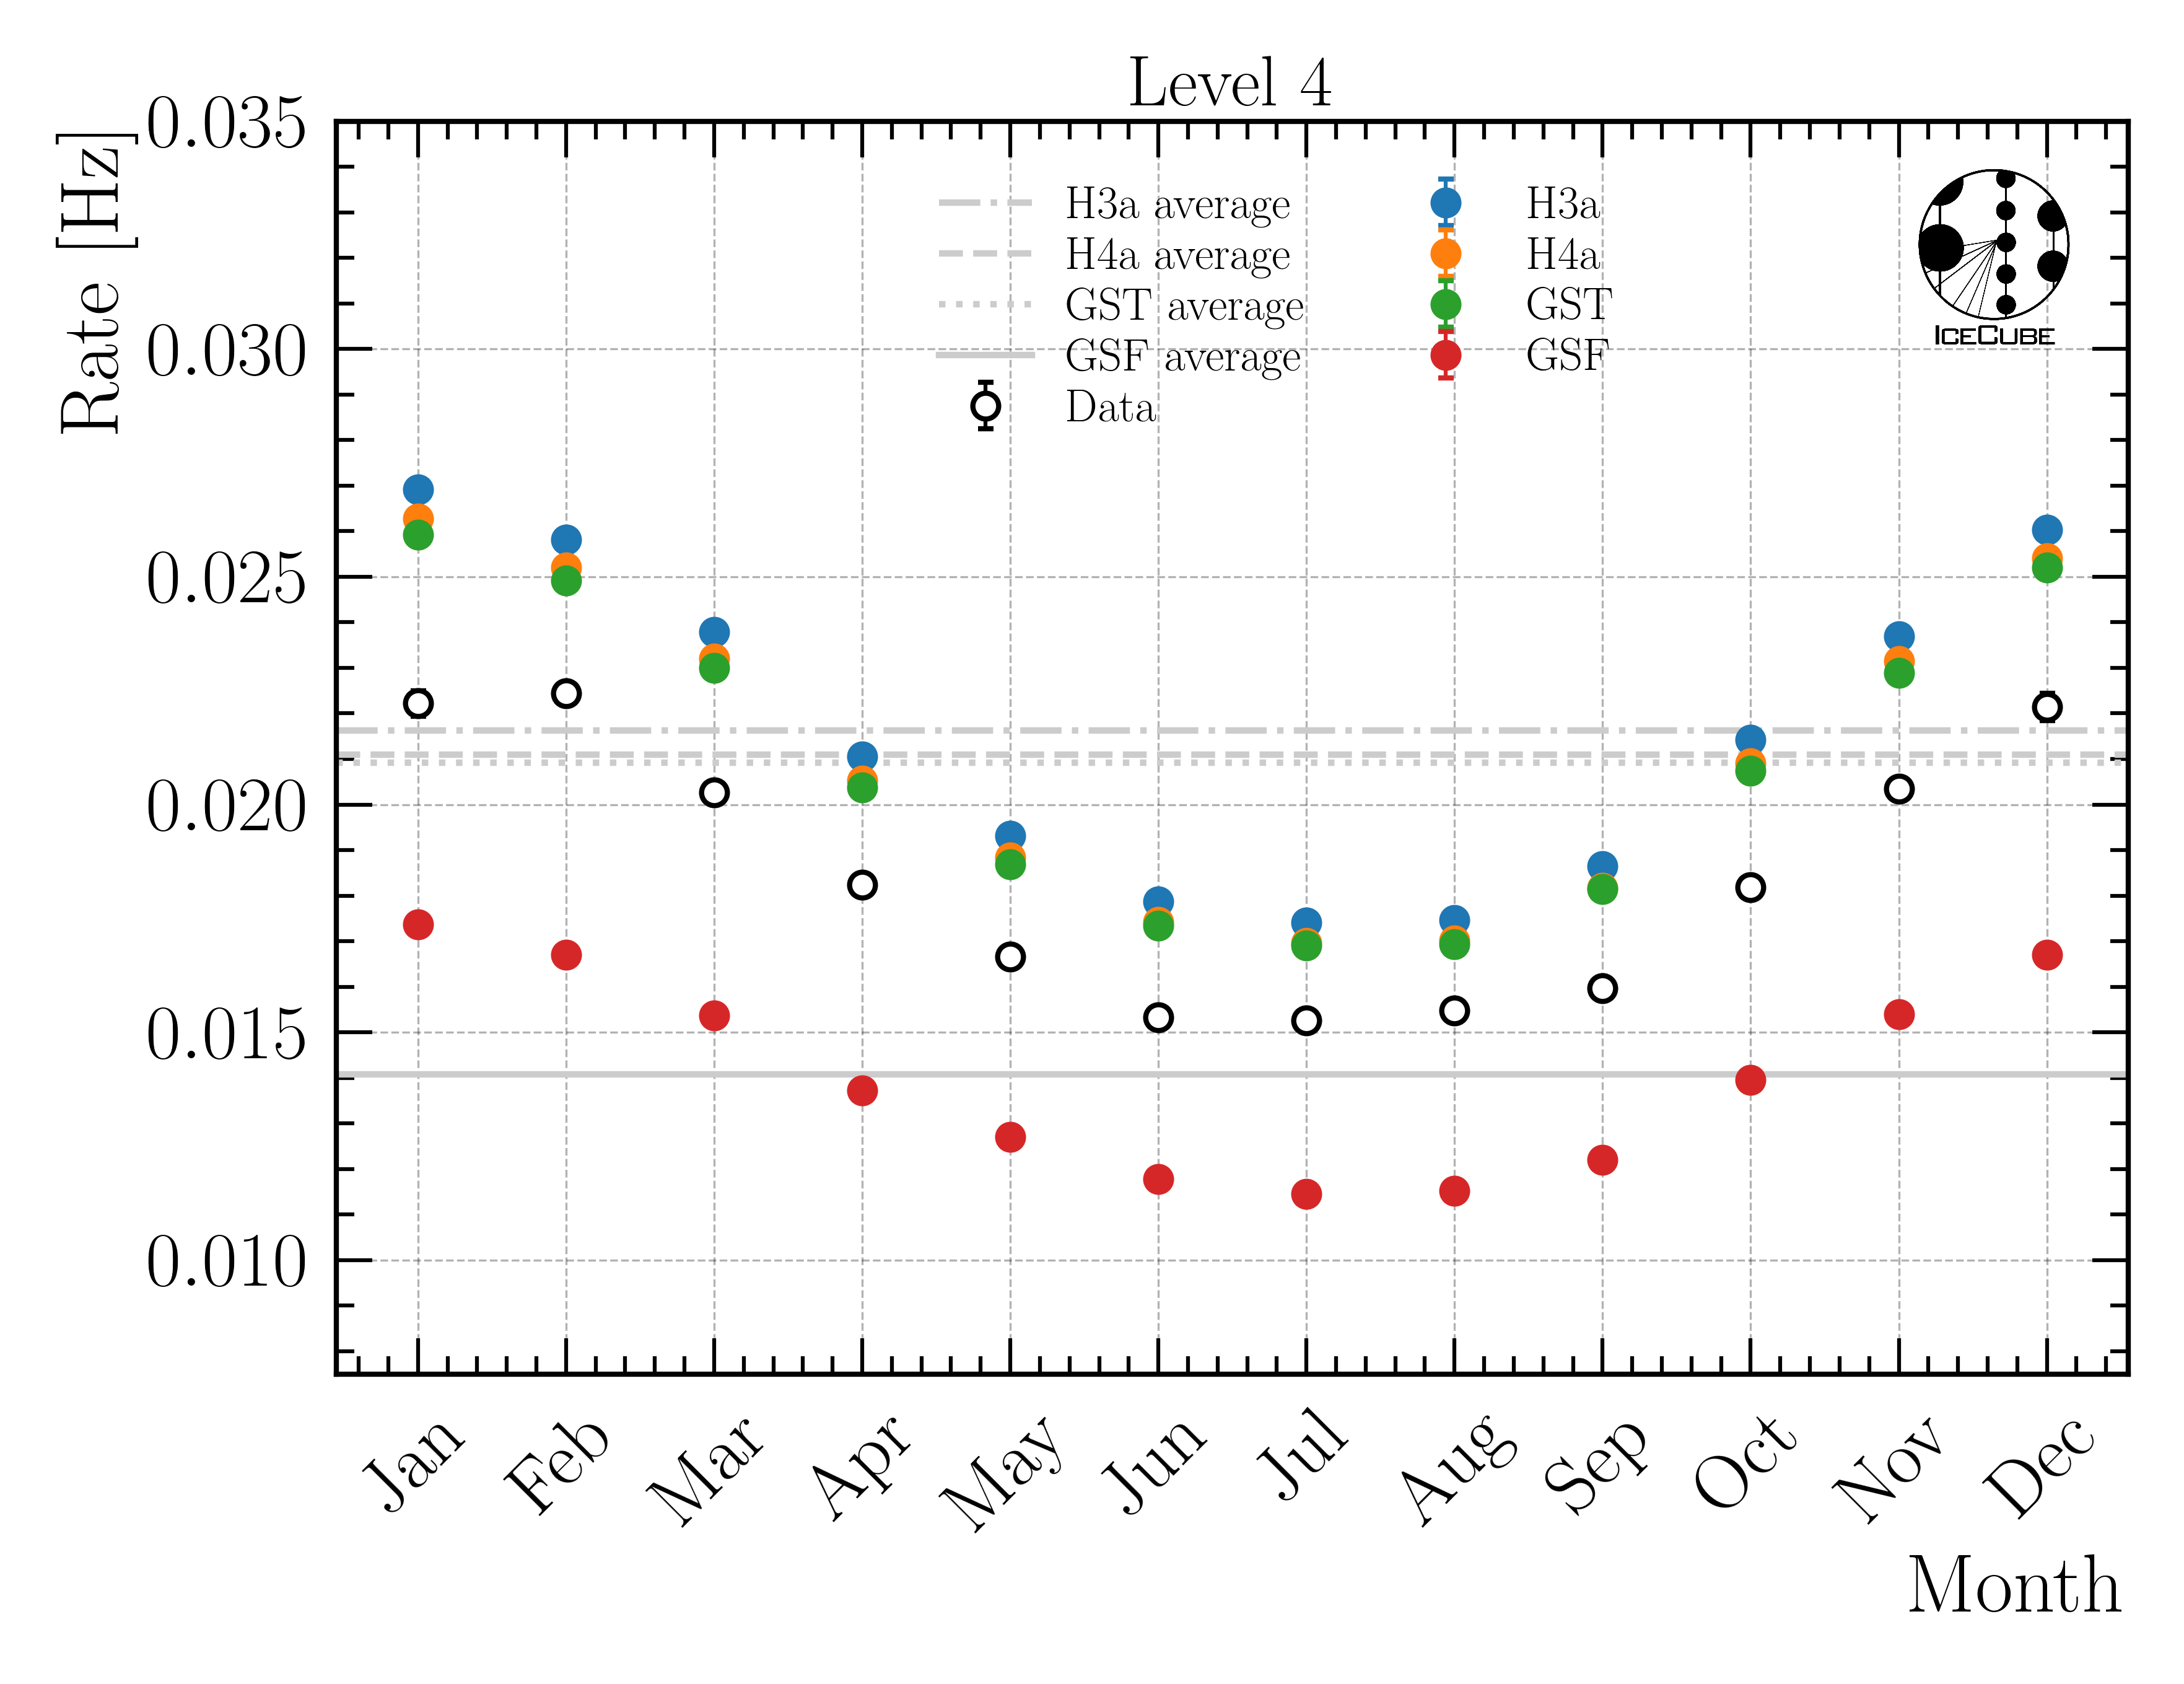 Level 4
Rate [Hz]
0.035
0.030
0.025
0.020
0.015
0.010
H3a average
H4a average
GST average
GSF average
Data
H3a
H4a
GST
GSF
ICECUBE
Jan
Feb
Mar
Apr
May
Jun
Jul
Aug
Sep
Oct
Nov
Dec
Month